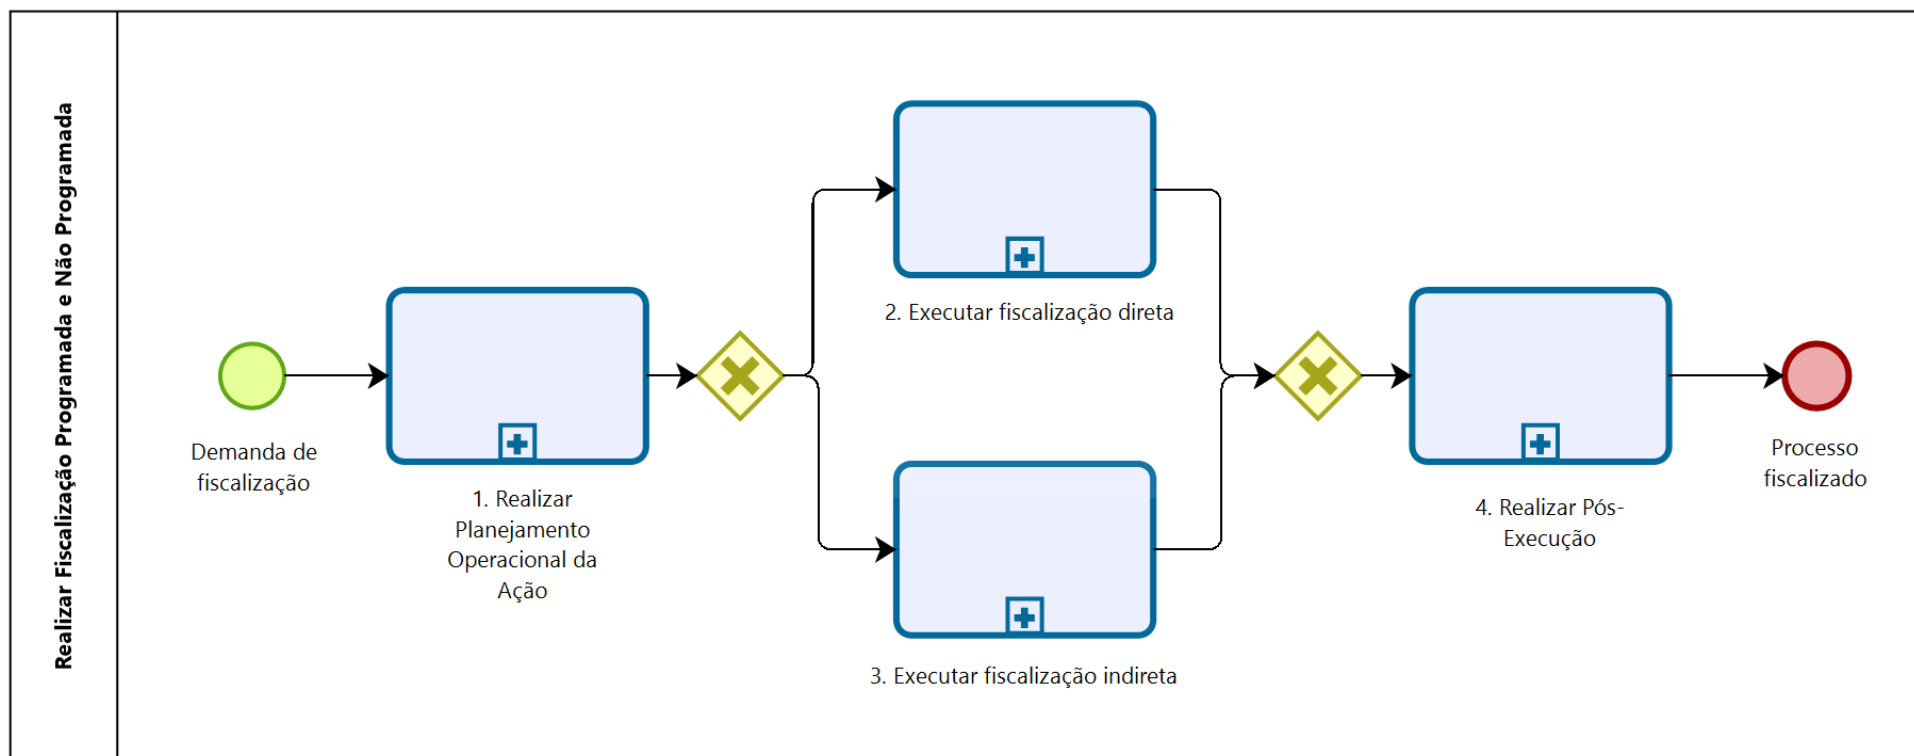 Realizar Fiscalização Programada e Não Programada
Demanda de
fiscalização
1. Realizar
Planejamento
Operacional da
Ação
2. Executar fiscalização direta
3. Executar fiscalização indireta
4. Realizar Pós-
Execução
Processo
fiscalizado